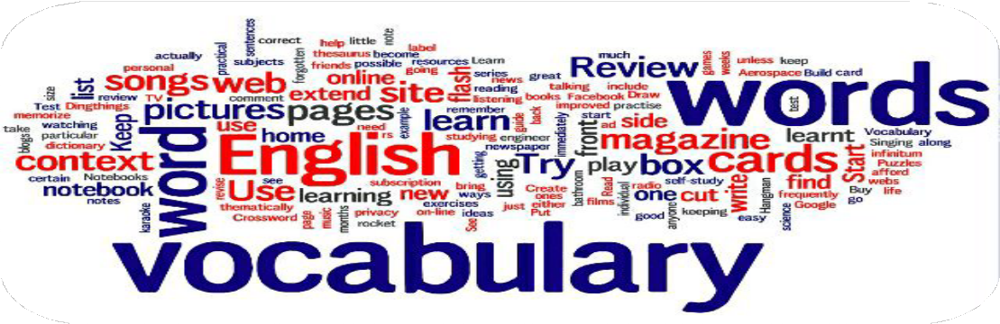 sentences
correct
help little
note
label
actually
practical
subjects
forgotten
thesaurus become
friends possible
resources Learn
going
personal
songs
web
online
flash
series
news
great
much
Review
games
weeks
unless keep
Aerospace Build card
size
list
review TV
comment
extend
site
reading
listening
talking include
books Facebook Draw
improved practise
words
test
Test Dingthings
memorize
pictures
pages
remember
learn
guide
back
immediately
start
ad side
take
watching
particular
Keep
use
home
need
rs
example
studying engineer
newspaper
front
magazine
learnt
Vocabulary
Singing along
blogs
dictionary
context
word
English
getting
using
Try
play
box
cards
Start
infinitum
Puzzles
afford
certain Notebooks
notebook
notes
revise
see
Use
learning
subscription
new
bring
ways
Create
ones
either
just
Put
bathroom
Read
films
individual
radio
self-study
one
cut
write
find
frequently
Google
Buy
go
webs
life
karaoke
thematically
Crossword
page
music
months
privacy
rocket
exercises
on-line ideas
See
good
anyone
keeping
easy
Hangman
science
vocabulary